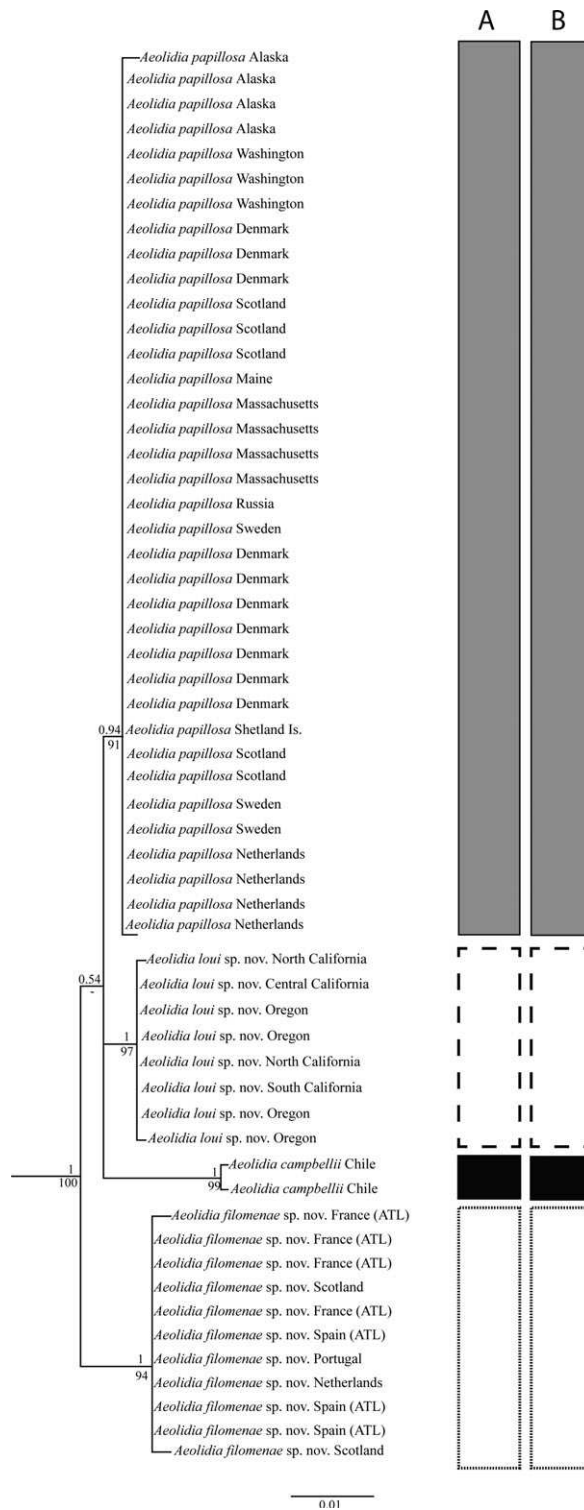 A B
Aeolidia papillosa Alaska
Aeolidia papillosa Alaska
Aeolidia papillosa Alaska
Aeolidia papillosa Alaska
Aeolidia papillosa Washington
Aeolidia papillosa Washington
Aeolidia papillosa Washington
Aeolidia papillosa Denmark
Aeolidia papillosa Denmark
Aeolidia papillosa Denmark
Aeolidia papillosa Scotland
Aeolidia papillosa Scotland
Aeolidia papillosa Scotland
Aeolidia papillosa Maine
Aeolidia papillosa Massachusetts
Aeolidia papillosa Massachusetts
Aeolidia papillosa Massachusetts
Aeolidia papillosa Massachusetts
Aeolidia papillosa Russia
Aeolidia papillosa Sweden
Aeolidia papillosa Denmark
Aeolidia papillosa Denmark
Aeolidia papillosa Denmark
Aeolidia papillosa Denmark
Aeolidia papillosa Denmark
Aeolidia papillosa Denmark
Aeolidia papillosa Denmark
0.94 Aeolidia papillosa Shetland Is.
91
Aeolidia papillosa Scotland
Aeolidia papillosa Scotland
Aeolidia papillosa Sweden
Aeolidia papillosa Sweden
Aeolidia papillosa Netherlands
Aeolidia papillosa Netherlands
Aeolidia papillosa Netherlands
Aeolidia papillosa Netherlands
Aeolidia loui sp. nov. North California
0.54 Aeolidia loui sp. nov. Central California
-
Aeolidia loui sp. nov. Oregon
1 Aeolidia loui sp. nov. Oregon
97
Aeolidia loui sp. nov. North California
Aeolidia loui sp. nov. South California
Aeolidia loui sp. nov. Oregon
Aeolidia loui sp. nov. Oregon
Aeolidia campbellii Chile
1 1
100 99 Aeolidia campbellii Chile
Aeolidia filomenae sp. nov. France (ATL)
Aeolidia filomenae sp. nov. France (ATL)
Aeolidia filomenae sp. nov. France (ATL)
Aeolidia filomenae sp. nov. Scotland
Aeolidia filomenae sp. nov. France (ATL)
Aeolidia filomenae sp. nov. Spain (ATL)
1 Aeolidia filomenae sp. nov. Portugal
94
Aeolidia filomenae sp. nov. Netherlands
Aeolidia filomenae sp. nov. Spain (ATL)
Aeolidia filomenae sp. nov. Spain (ATL)
Aeolidia filomenae sp. nov. Scotland
0.01